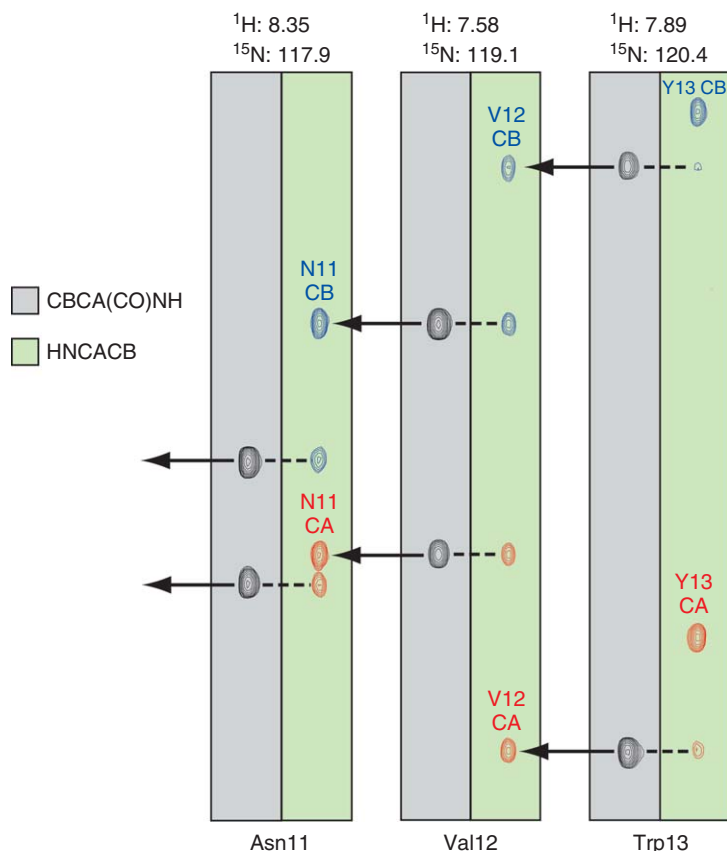 ¹H: 8.35
¹⁵N: 117.9
¹H: 7.58
¹⁵N: 119.1
¹H: 7.89
¹⁵N: 120.4
Y13 CB
V12
CB
N11
CB
CBCA(CO)NH
HNCACB
N11
CA
Y13
CA
V12
CA
Asn11
Val12
Trp13